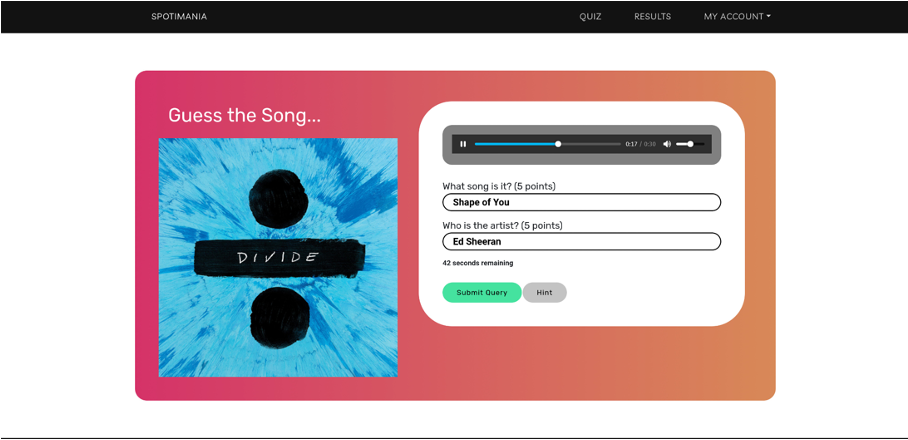 SPOTIMANIA QUIZ RESULTS MY ACCOUNT
Guess the Song...
DIVIDE
0:17 / 0:30
What song is it? (5 points)
Shape of You
Who is the artist? (5 points)
Ed Sheeran
42 seconds remaining
Submit Query Hint